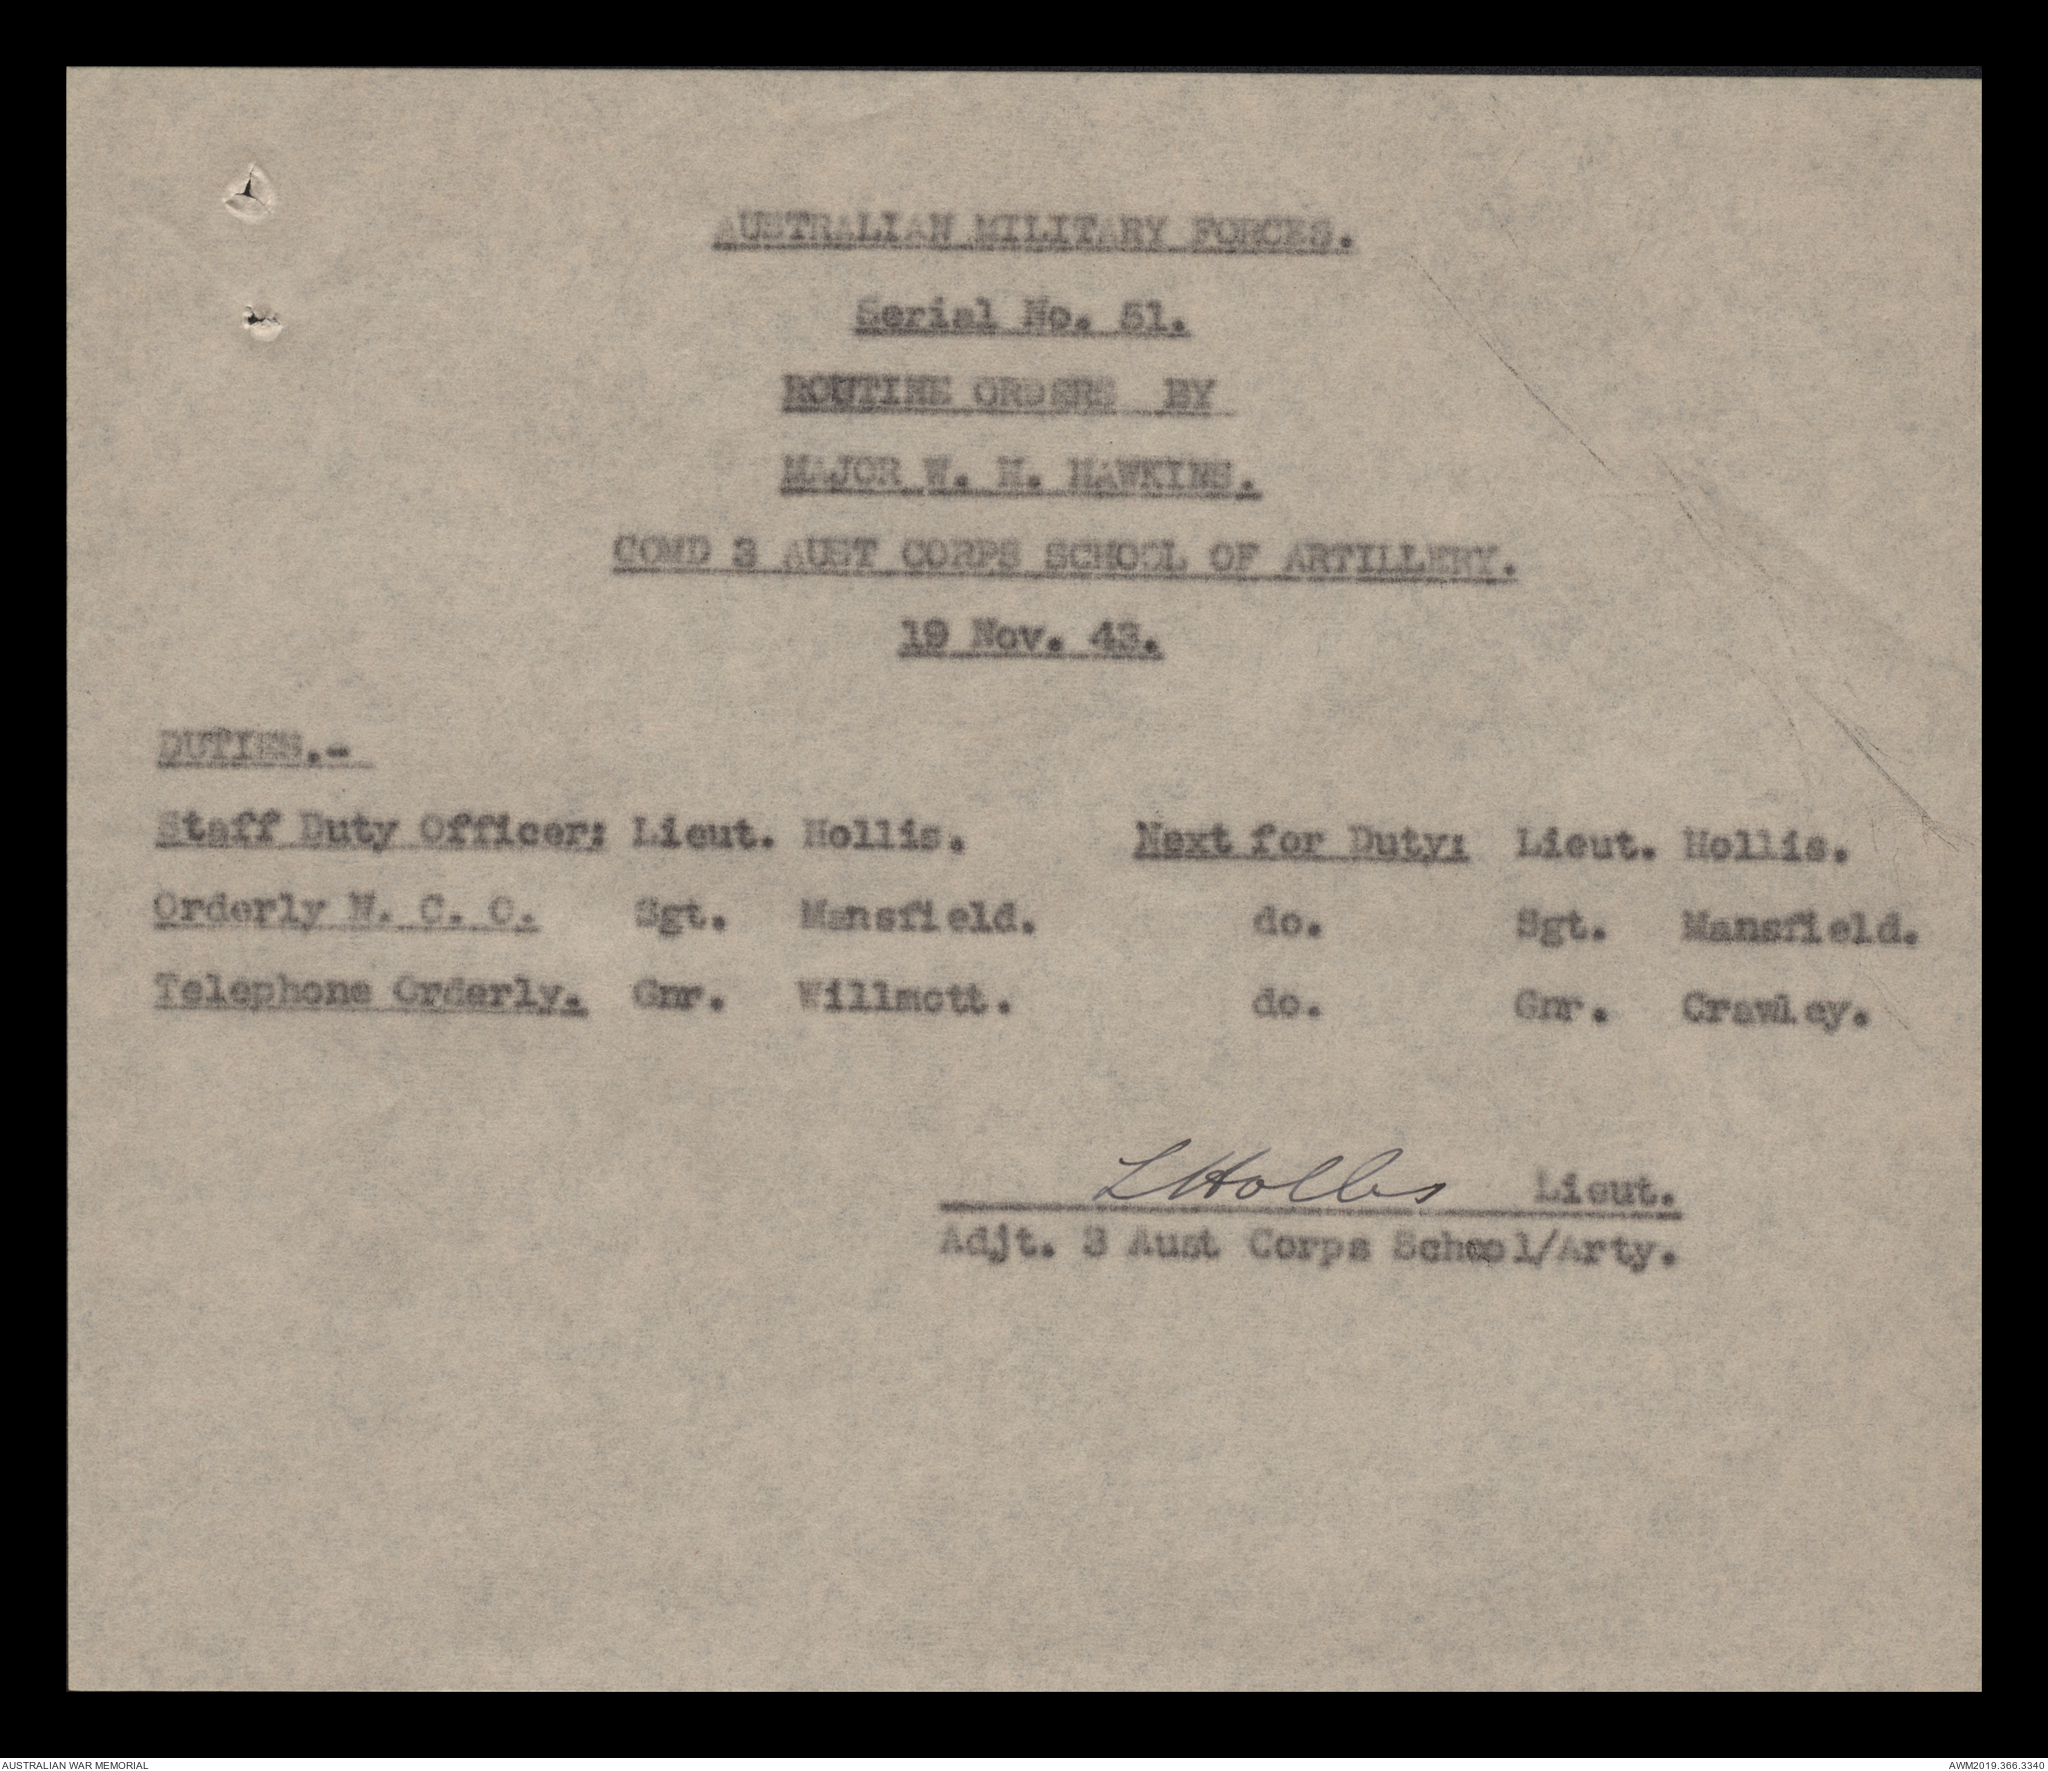 AUSTRALIAN MILITARY FORCES.
Serial No. 51.
ROUTINE ORDERS BY
MAJOR W. H. HAWKINS.
COMD 3 AUST CORPS SCHOOL OF ARTILLERY.
19 Nov. 43.
DUTIES.-
Staff Duty Officer: Lieut. Hollis. Next for Duty: Lieut. Hollis.
Orderly N. C. O. Sgt. Mansfield. do. Sgt. Mansfield.
Telephone Orderly. Gnr. Willmott. do. Gnr. Crawley.
L Hollis Lieut.
Adjt. 3 Aust Corps School/Arty.
AUSTRALIAN WAR MEMORIAL AWM2019.366.3340